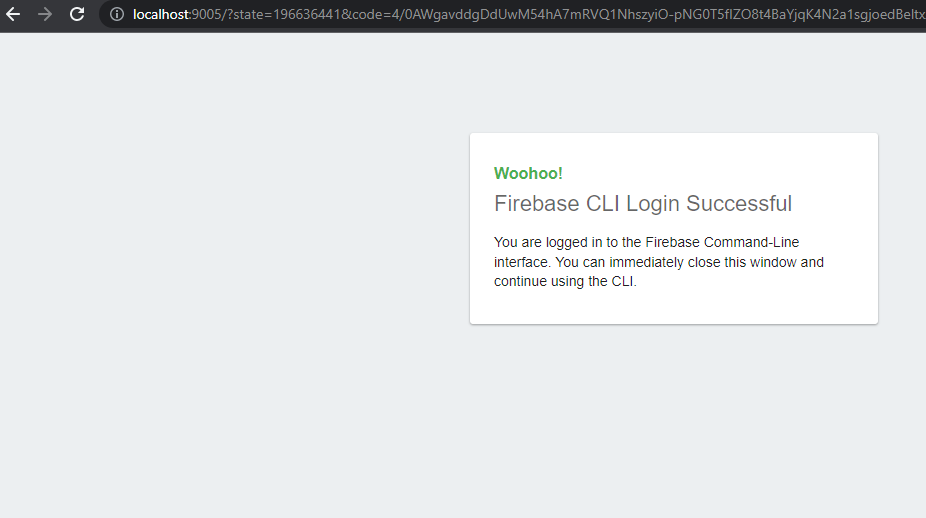 localhost:9005/?state=196636441&code=4/0AWgavddgDdUwM54hA7mRVQ1NhszyiO-pNG0T5flZO8t4BaYjqK4N2a1sgjoedBeltx
Woohoo!
Firebase CLI Login Successful
You are logged in to the Firebase Command-Line
interface. You can immediately close this window and
continue using the CLI.